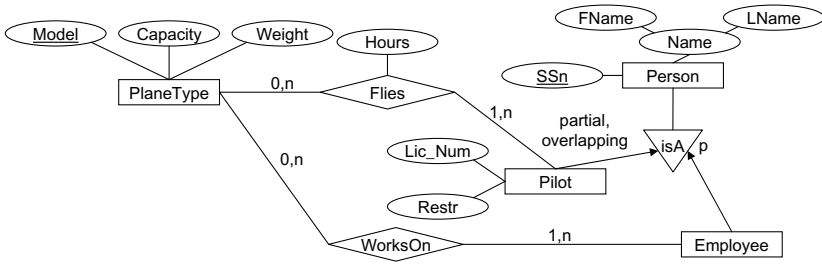 FName
LName
Model
Capacity
Weight
Hours
Name
SSn
Person
PlaneType
0,n
Flies
1,n
partial,
overlapping
isA
p
Lic_Num
0,n
Pilot
Restr
WorksOn
1,n
Employee